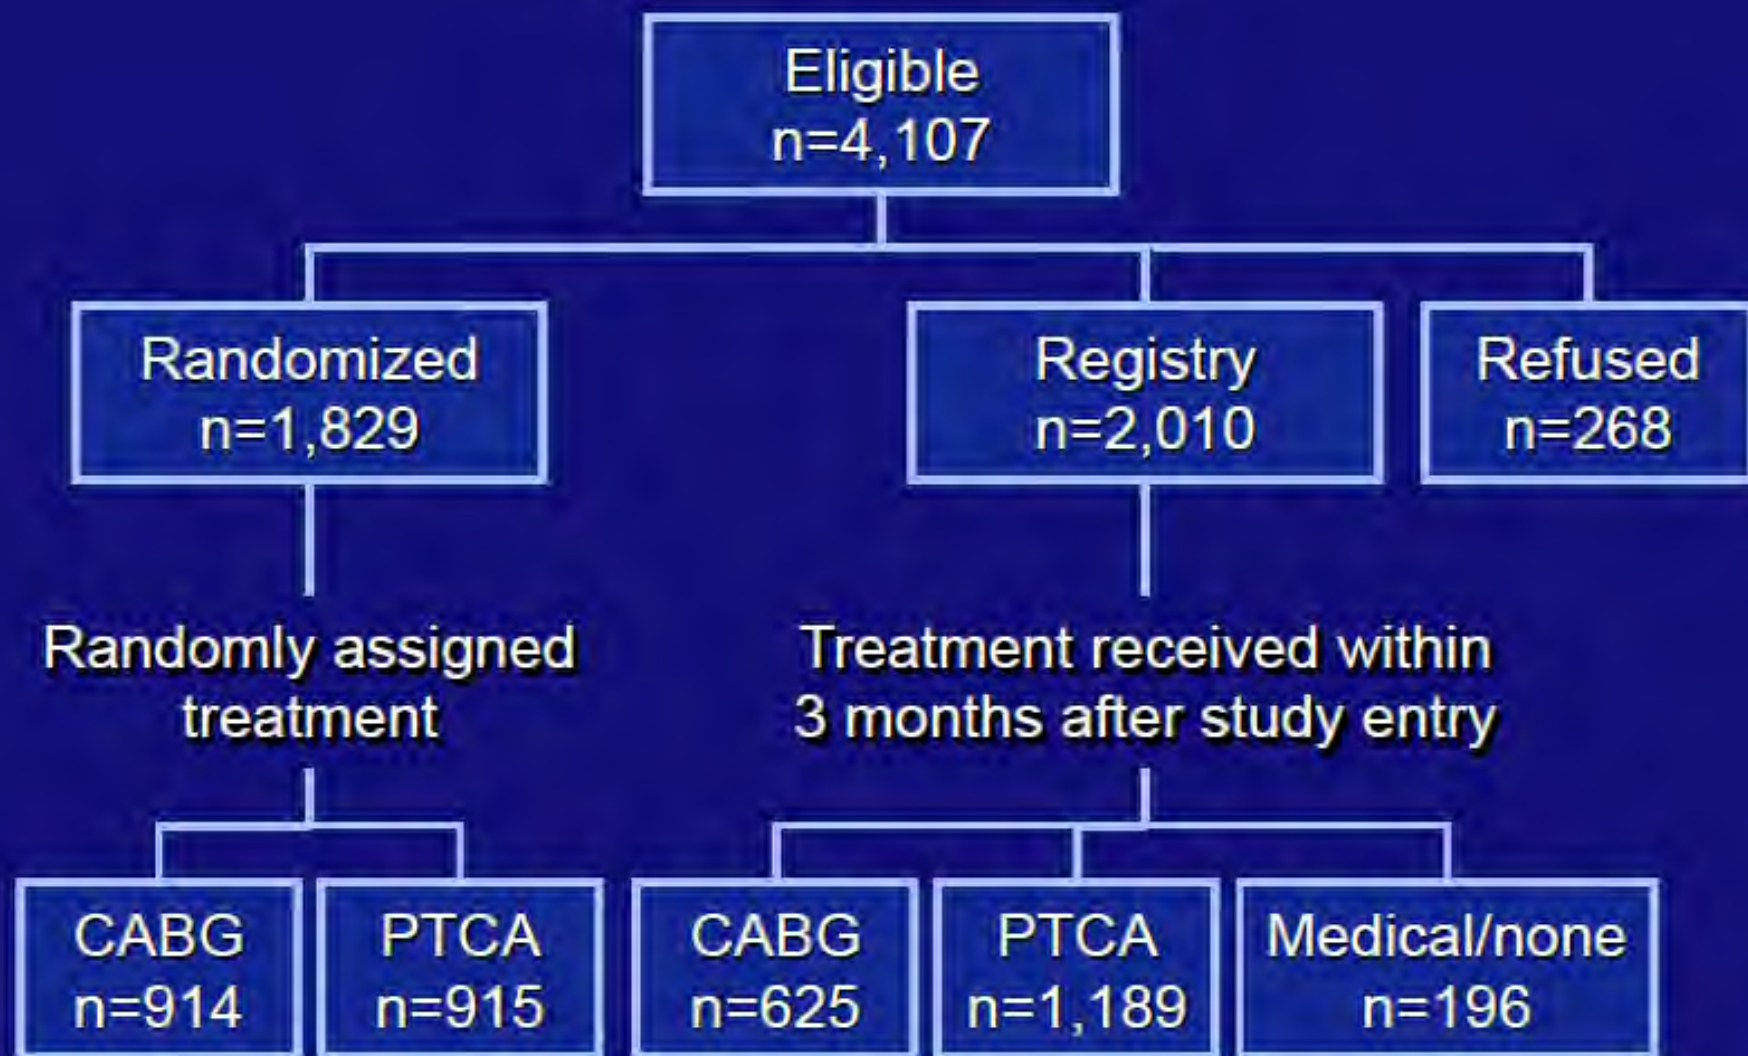 Eligible
n=4,107
Randomized
n=1,829
Registry
n=2,010
Refused
n=268
Randomly assigned
treatment
Treatment received within
3 months after study entry
CABG
n=914
PTCA
n=915
CABG
n=625
PTCA
n=1,189
Medical/none
n=196